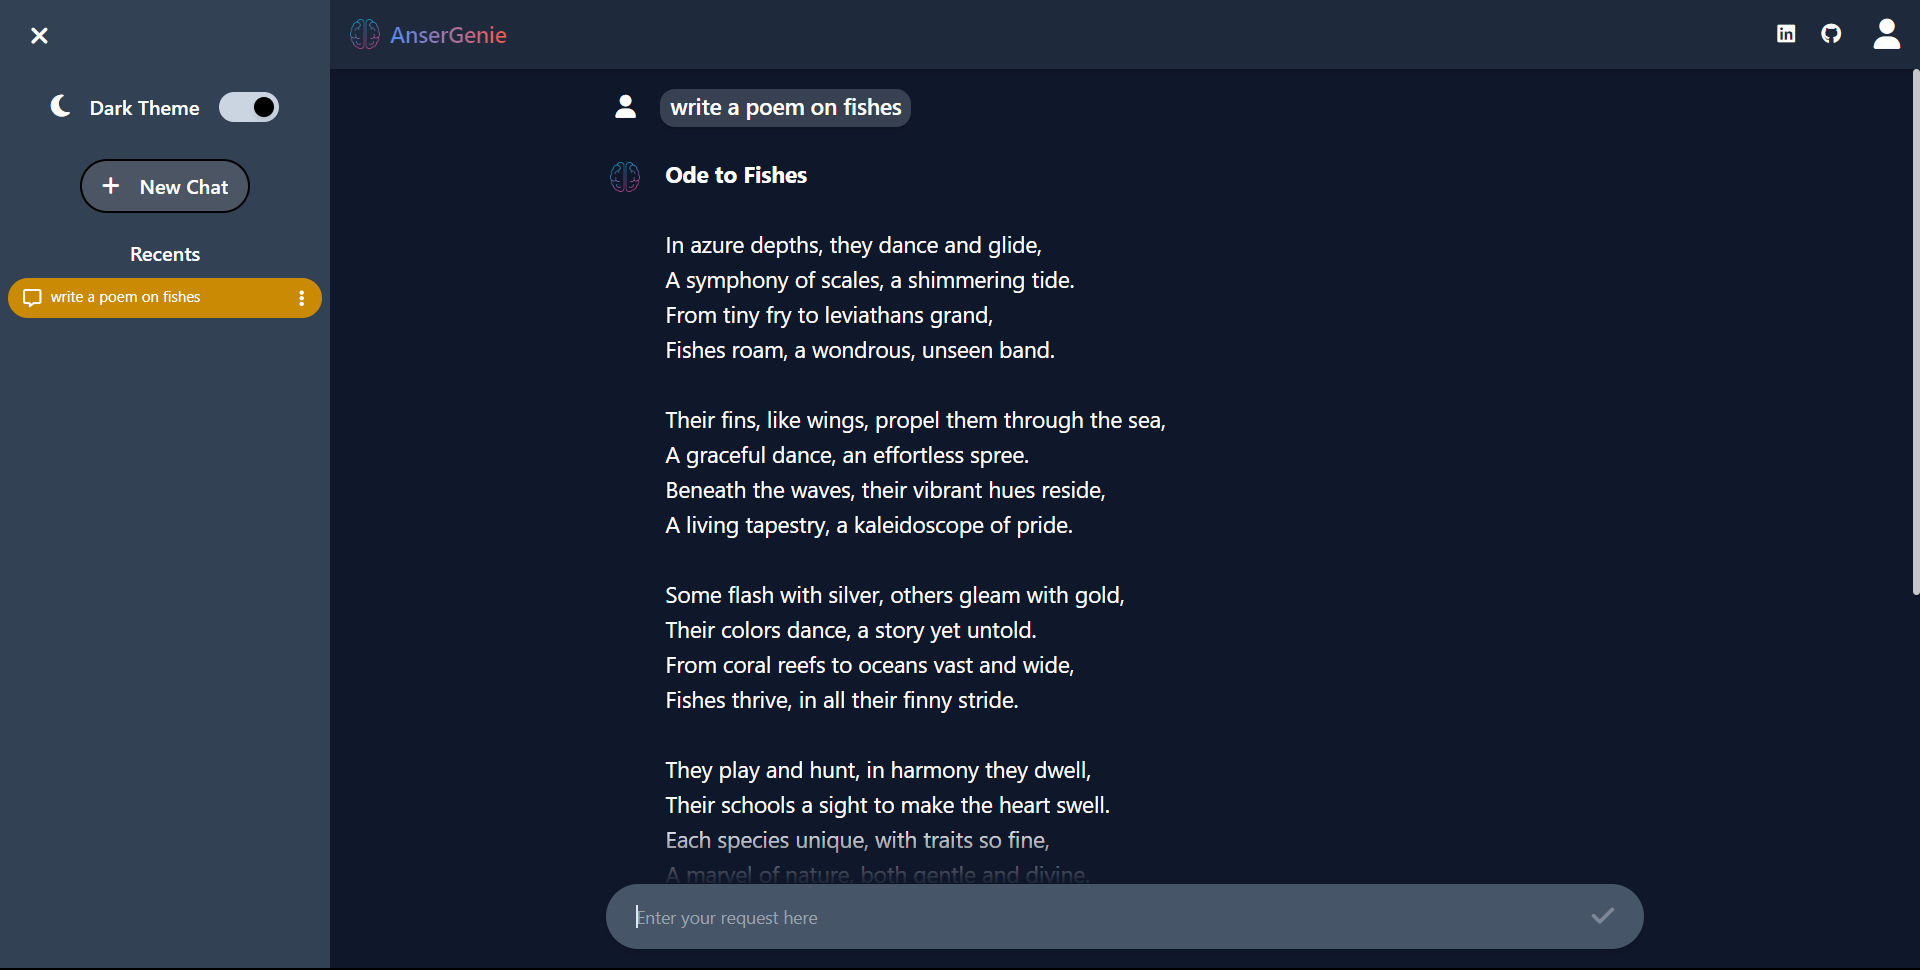 AnserGenie
Dark Theme
New Chat
Recents
write a poem on fishes
write a poem on fishes
Ode to Fishes
In azure depths, they dance and glide,
A symphony of scales, a shimmering tide.
From tiny fry to leviathans grand,
Fishes roam, a wondrous, unseen band.
Their fins, like wings, propel them through the sea,
A graceful dance, an effortless spree.
Beneath the waves, their vibrant hues reside,
A living tapestry, a kaleidoscope of pride.
Some flash with silver, others gleam with gold,
Their colors dance, a story yet untold.
From coral reefs to oceans vast and wide,
Fishes thrive, in all their finny stride.
They play and hunt, in harmony they dwell,
Their schools a sight to make the heart swell.
Each species unique, with traits so fine,
A marvel of nature, both gentle and divine.
Enter your request here